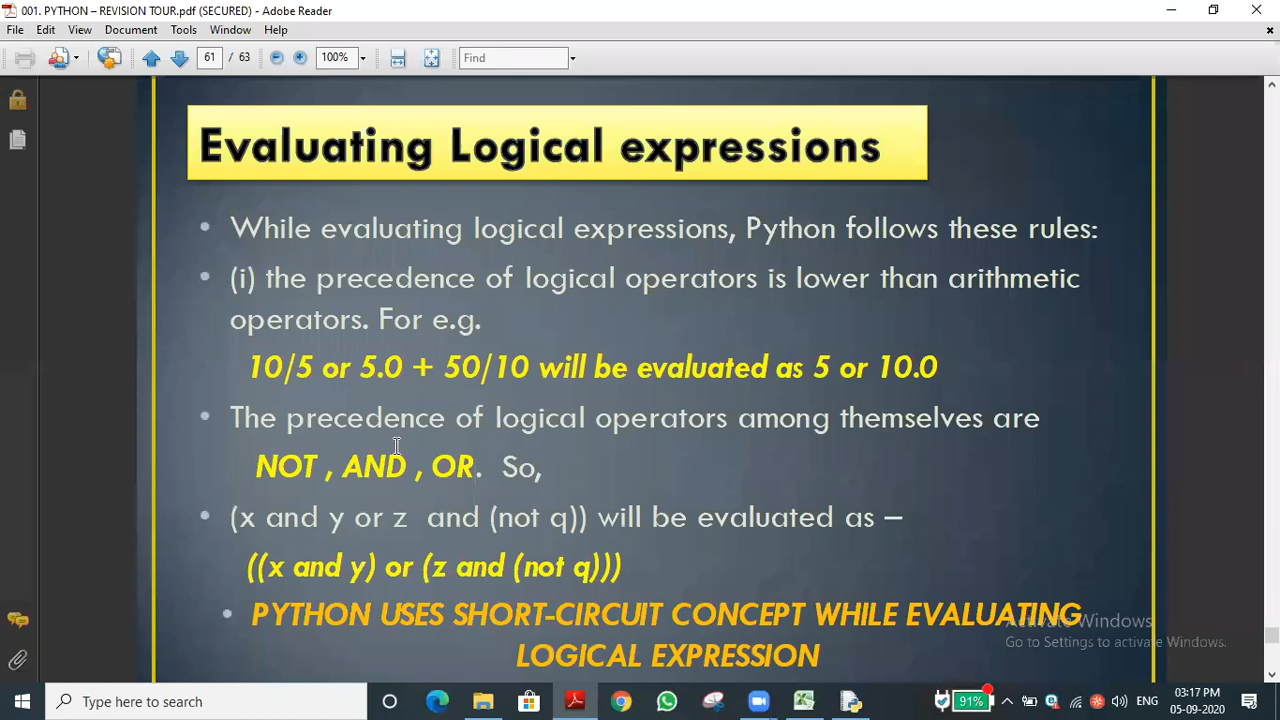 001. PYTHON – REVISION TOUR.pdf (SECURED) - Adobe Reader
File Edit View Document Tools Window Help
61 / 63 100% Find
Evaluating Logical expressions
• While evaluating logical expressions, Python follows these rules:
• (i) the precedence of logical operators is lower than arithmetic
operators. For e.g.
10/5 or 5.0 + 50/10 will be evaluated as 5 or 10.0
• The precedence of logical operators among themselves are
NOT , AND , OR. So,
• (x and y or z and (not q)) will be evaluated as –
((x and y) or (z and (not q)))
• PYTHON USES SHORT-CIRCUIT CONCEPT WHILE EVALUATING
LOGICAL EXPRESSION
Activate Windows
Go to Settings to activate Windows.
Type here to search
91%
ENG
03:17 PM
05-09-2020